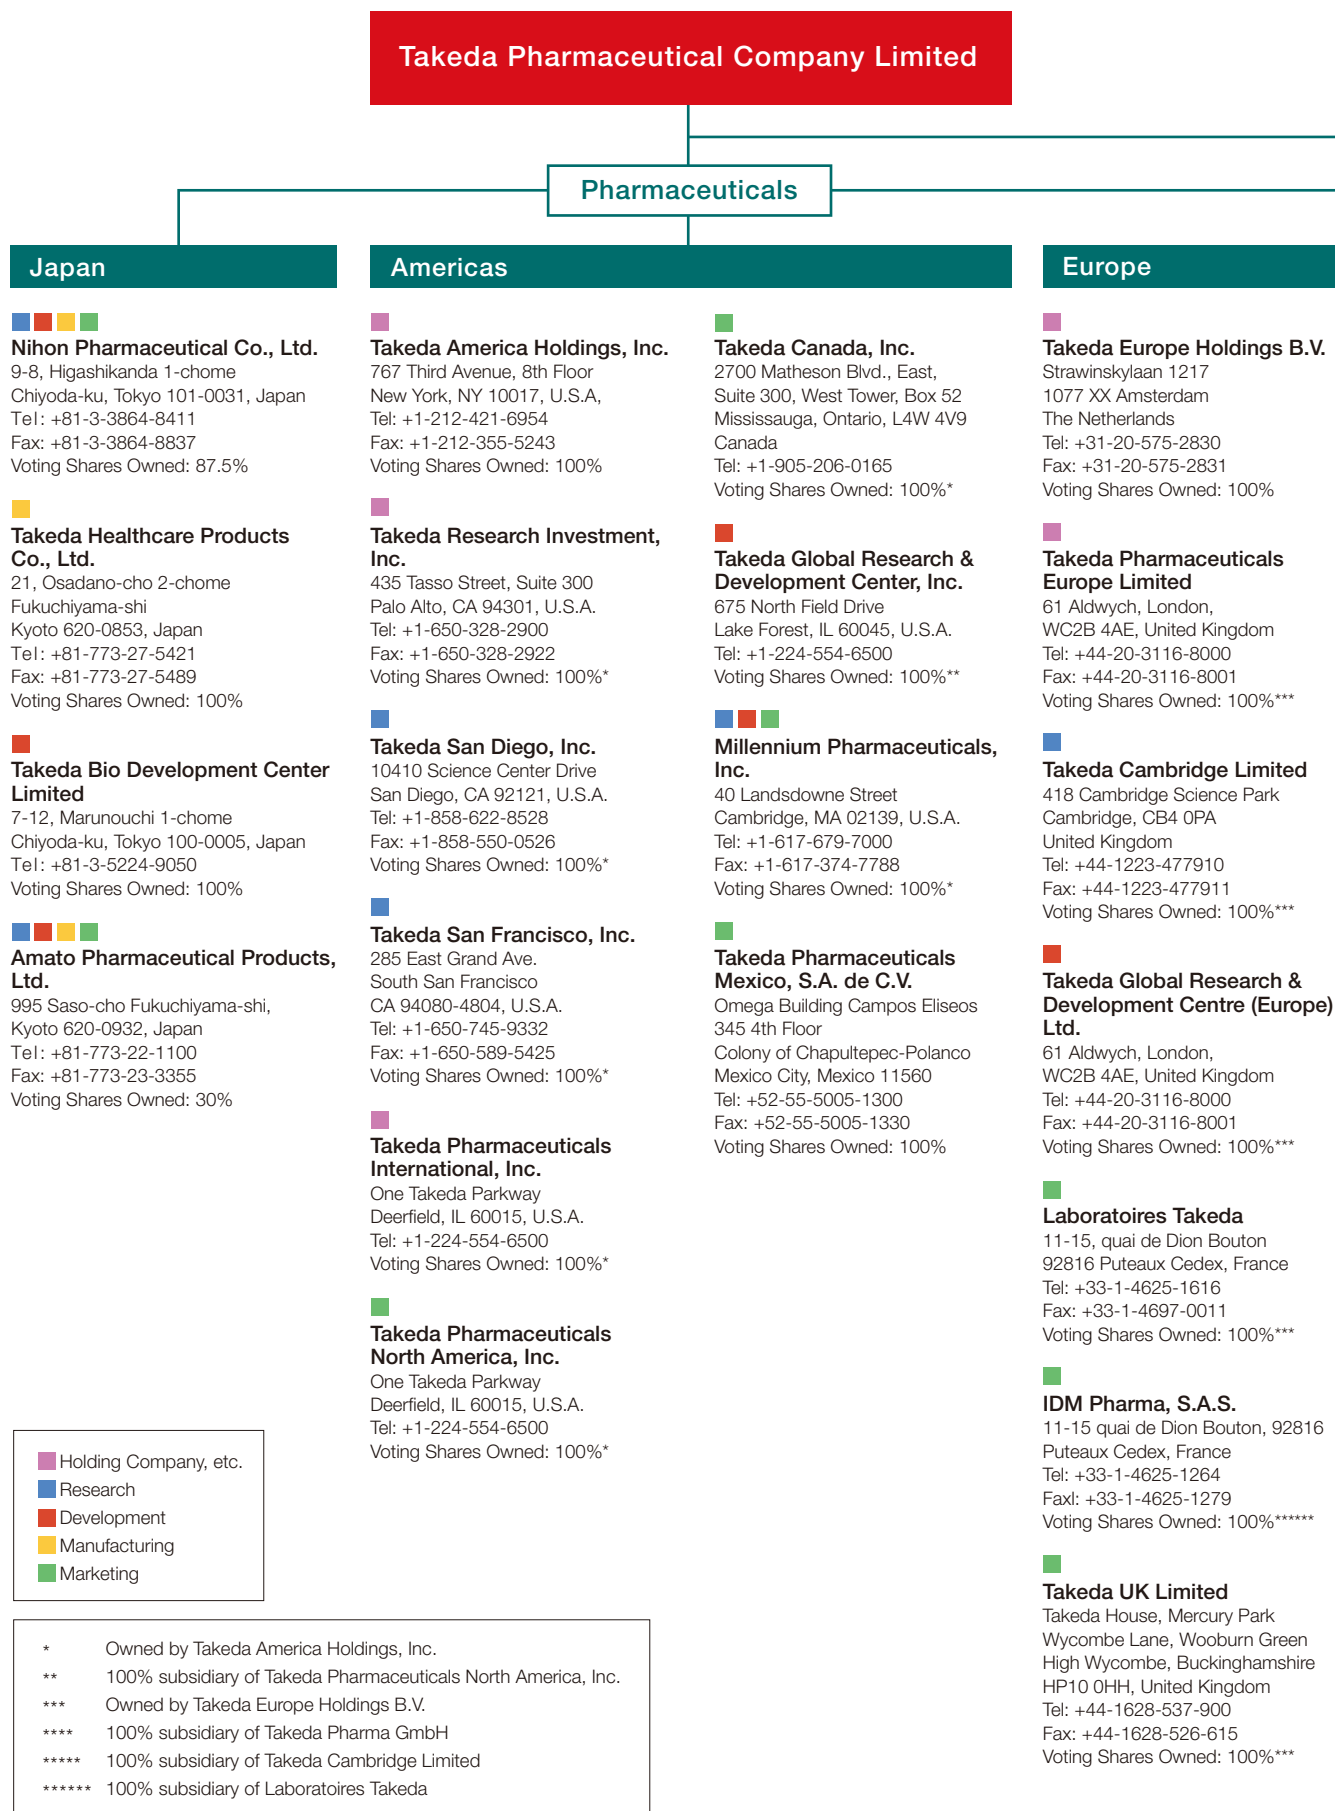 Takeda Pharmaceutical Company Limited
Pharmaceuticals
Japan
Nihon Pharmaceutical Co., Ltd.
9-8, Higashikanda 1-chome
Chiyoda-ku, Tokyo 101-0031, Japan
Tel: +81-3-3864-8411
Fax: +81-3-3864-8837
Voting Shares Owned: 87.5%
Takeda Healthcare Products
Co., Ltd.
21, Osadano-cho 2-chome
Fukuchiyama-shi
Kyoto 620-0853, Japan
Tel: +81-773-27-5421
Fax: +81-773-27-5489
Voting Shares Owned: 100%
Takeda Bio Development Center
Limited
7-12, Marunouchi 1-chome
Chiyoda-ku, Tokyo 100-0005, Japan
Tel: +81-3-5224-9050
Voting Shares Owned: 100%
Amato Pharmaceutical Products,
Ltd.
995 Saso-cho Fukuchiyama-shi,
Kyoto 620-0932, Japan
Tel: +81-773-22-1100
Fax: +81-773-23-3355
Voting Shares Owned: 30%
Americas
Takeda America Holdings, Inc.
767 Third Avenue, 8th Floor
New York, NY 10017, U.S.A,
Tel: +1-212-421-6954
Fax: +1-212-355-5243
Voting Shares Owned: 100%
Takeda Research Investment,
Inc.
435 Tasso Street, Suite 300
Palo Alto, CA 94301, U.S.A.
Tel: +1-650-328-2900
Fax: +1-650-328-2922
Voting Shares Owned: 100%*
Takeda San Diego, Inc.
10410 Science Center Drive
San Diego, CA 92121, U.S.A.
Tel: +1-858-622-8528
Fax: +1-858-550-0526
Voting Shares Owned: 100%*
Takeda San Francisco, Inc.
285 East Grand Ave.
South San Francisco
CA 94080-4804, U.S.A.
Tel: +1-650-745-9332
Fax: +1-650-589-5425
Voting Shares Owned: 100%*
Takeda Pharmaceuticals
International, Inc.
One Takeda Parkway
Deerfield, IL 60015, U.S.A.
Tel: +1-224-554-6500
Voting Shares Owned: 100%*
Takeda Pharmaceuticals
North America, Inc.
One Takeda Parkway
Deerfield, IL 60015, U.S.A.
Tel: +1-224-554-6500
Voting Shares Owned: 100%*
Takeda Canada, Inc.
2700 Matheson Blvd., East,
Suite 300, West Tower, Box 52
Mississauga, Ontario, L4W 4V9
Canada
Tel: +1-905-206-0165
Voting Shares Owned: 100%*
Takeda Global Research &
Development Center, Inc.
675 North Field Drive
Lake Forest, IL 60045, U.S.A.
Tel: +1-224-554-6500
Voting Shares Owned: 100%**
Millennium Pharmaceuticals,
Inc.
40 Landsdowne Street
Cambridge, MA 02139, U.S.A.
Tel: +1-617-679-7000
Fax: +1-617-374-7788
Voting Shares Owned: 100%*
Takeda Pharmaceuticals
Mexico, S.A. de C.V.
Omega Building Campos Eliseos
345 4th Floor
Colony of Chapultepec-Polanco
Mexico City, Mexico 11560
Tel: +52-55-5005-1300
Fax: +52-55-5005-1330
Voting Shares Owned: 100%
Europe
Takeda Europe Holdings B.V.
Strawinskylaan 1217
1077 XX Amsterdam
The Netherlands
Tel: +31-20-575-2830
Fax: +31-20-575-2831
Voting Shares Owned: 100%
Takeda Pharmaceuticals
Europe Limited
61 Aldwych, London,
WC2B 4AE, United Kingdom
Tel: +44-20-3116-8000
Fax: +44-20-3116-8001
Voting Shares Owned: 100%***
Takeda Cambridge Limited
418 Cambridge Science Park
Cambridge, CB4 0PA
United Kingdom
Tel: +44-1223-477910
Fax: +44-1223-477911
Voting Shares Owned: 100%***
Takeda Global Research &
Development Centre (Europe)
Ltd.
61 Aldwych, London,
WC2B 4AE, United Kingdom
Tel: +44-20-3116-8000
Fax: +44-20-3116-8001
Voting Shares Owned: 100%***
Laboratoires Takeda
11-15, quai de Dion Bouton
92816 Puteaux Cedex, France
Tel: +33-1-4625-1616
Fax: +33-1-4697-0011
Voting Shares Owned: 100%***
IDM Pharma, S.A.S.
11-15 quai de Dion Bouton, 92816
Puteaux Cedex, France
Tel: +33-1-4625-1264
Faxl: +33-1-4625-1279
Voting Shares Owned: 100%******
Takeda UK Limited
Takeda House, Mercury Park
Wycombe Lane, Wooburn Green
High Wycombe, Buckinghamshire
HP10 0HH, United Kingdom
Tel: +44-1628-537-900
Fax: +44-1628-526-615
Voting Shares Owned: 100%***
Holding Company, etc.
Research
Development
Manufacturing
Marketing
* Owned by Takeda America Holdings, Inc.
** 100% subsidiary of Takeda Pharmaceuticals North America, Inc.
*** Owned by Takeda Europe Holdings B.V.
**** 100% subsidiary of Takeda Pharma GmbH
***** 100% subsidiary of Takeda Cambridge Limited
****** 100% subsidiary of Laboratoires Takeda